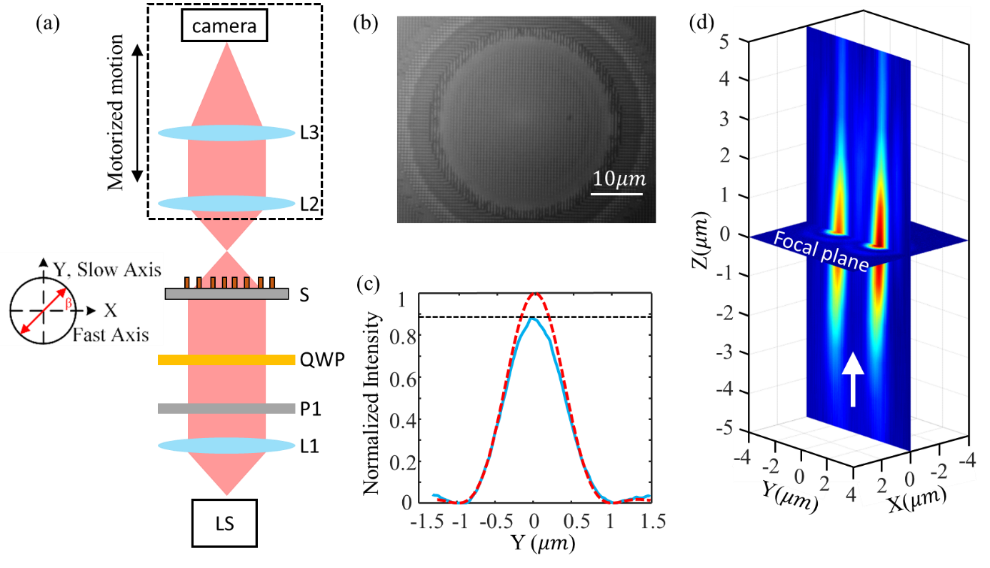 (a)
camera
Motorized motion
L3
L2
Y, Slow Axis
β
X
Fast Axis
S
QWP
P1
L1
LS
(b)
10μm
(c)
1
0.8
0.6
0.4
0.2
0
Normalized Intensity
-1.5 -1 -0.5 0 0.5 1 1.5
Y (μm)
(d)
5
4
3
2
1
0
-1
-2
-3
-4
-5
Z(μm)
Focal plane
-4 -2 0 2 4
Y(μm)
4 2 0 -2 -4
X(μm)